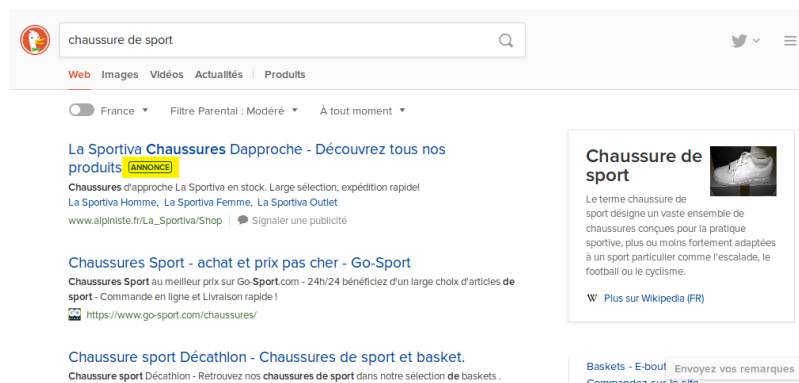 chaussure de sport
Web Images Vidéos Actualités Produits
France Filtre Parental : Modéré À tout moment
La Sportiva Chaussures Dapproche - Découvrez tous nos
produits ANNONCE
Chaussures d'approche La Sportiva en stock. Large sélection, expédition rapide!
La Sportiva Homme, La Sportiva Femme, La Sportiva Outlet
www.alpiniste.fr/La_Sportiva/Shop Signaler une publicité
Chaussures Sport - achat et prix pas cher - Go-Sport
Chaussures Sport au meilleur prix sur Go-Sport.com - 24h/24 bénéficiez d'un large choix d'articles de
sport - Commande en ligne et Livraison rapide !
GO
https://www.go-sport.com/chaussures/
Chaussure sport Décathlon - Chaussures de sport et basket.
Chaussure sport Décathlon - Retrouvez nos chaussures de sport dans notre sélection de baskets .
Chaussure de
sport
Le terme chaussure de
sport désigne un vaste ensemble de
chaussures conçues pour la pratique
sportive, plus ou moins fortement adaptées
à un sport particulier comme l'escalade, le
football ou le cyclisme.
W Plus sur Wikipedia (FR)
Baskets - E-bout
Envoyez vos remarques
Commandez sur le site